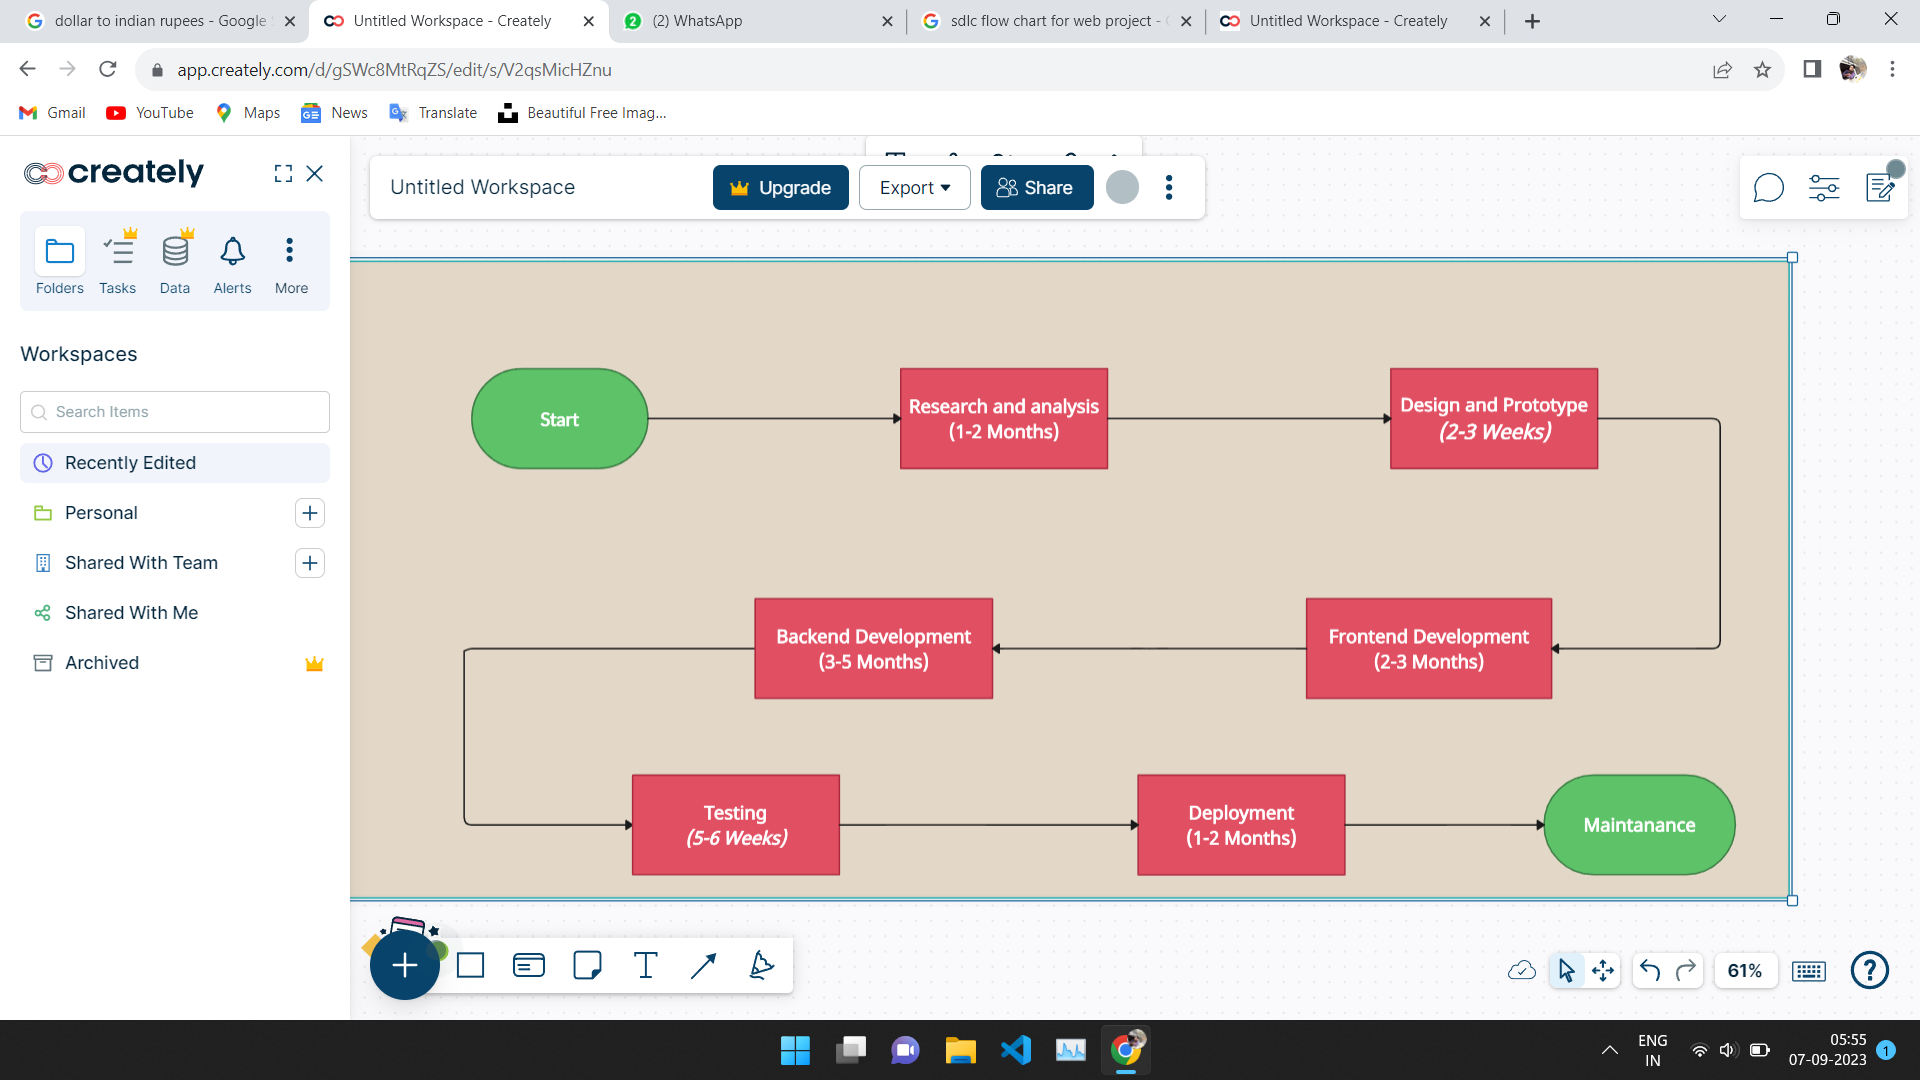 dollar to indian rupees - Google
Untitled Workspace - Creately
(2) WhatsApp
sdlc flow chart for web project -
Untitled Workspace - Creately
app.creately.com/d/gSWc8MtRqZS/edit/s/V2qsMicHZnu
Gmail
YouTube
Maps
News
Translate
Beautiful Free Imag...
creately
Untitled Workspace
Upgrade
Export
Share
Folders
Tasks
Data
Alerts
More
Workspaces
Search Items
Recently Edited
Personal
Shared With Team
Shared With Me
Archived
Start
Research and analysis
(1-2 Months)
Design and Prototype
(2-3 Weeks)
Backend Development
(3-5 Months)
Frontend Development
(2-3 Months)
Testing
(5-6 Weeks)
Deployment
(1-2 Months)
Maintanance
61%
ENG
IN
05:55
07-09-2023
1